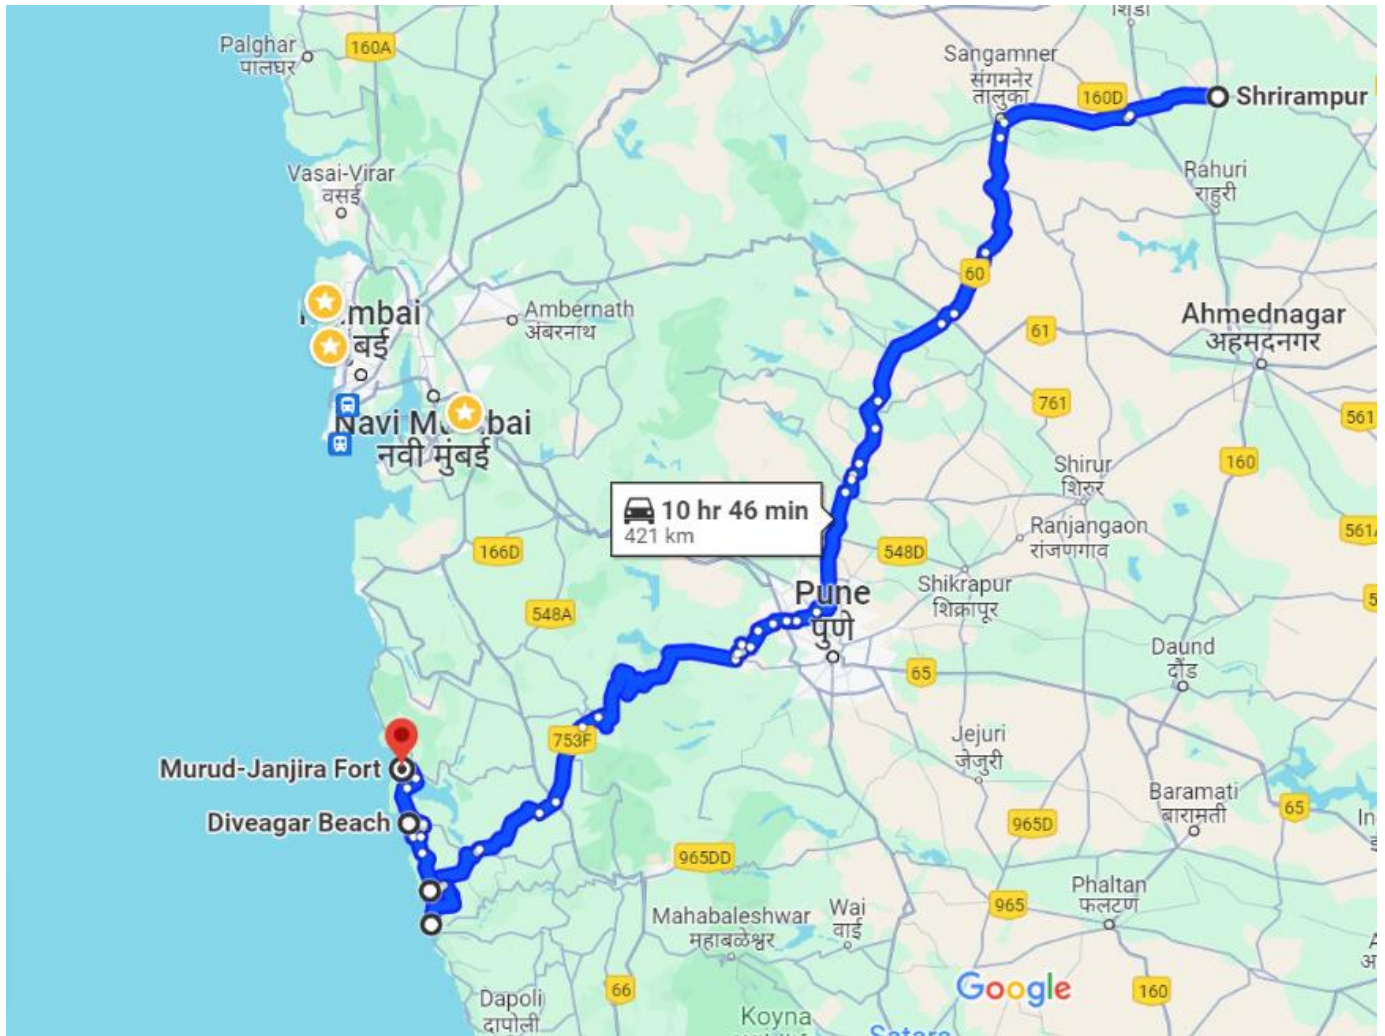 Palghar
पालघर
160A
शिर्डी
Sangamner
संगमनेर
तालुका
160D
Shrirampur
Vasai-Virar
वसई
Rahuri
राहुरी
60
Ambernath
अंबरनाथ
61
Ahmednagar
अहमदनगर
761
561
Navi
नवी मुंबई
160
Shirur
शिरुर
10 hr 46 min
421 km
Ranjangaon
रांजणगाव
166D
548D
Shikrapur
शिक्रापूर
Pune
पुणे
548A
Daund
दौंड
65
753F
Jejuri
जेजुरी
Murud-Janjira Fort
Baramati
बारामती
65
Diveagar Beach
965D
965DD
Phaltan
फलटण
965
Mahabaleshwar
महाबळेश्वर
Wai
वाई
66
Google
160
Dapoli
दापोली
Koyna